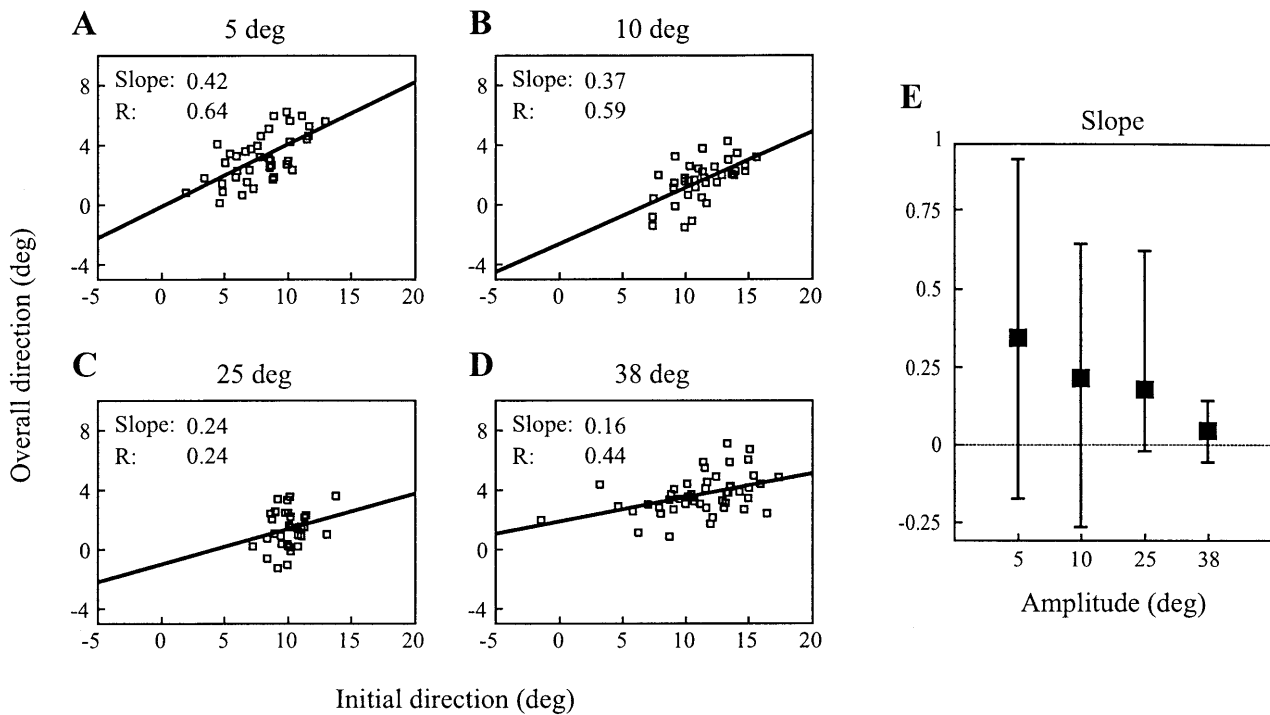 A
5 deg
Slope: 0.42
R: 0.64
8
4
0
-4
-5 0 5 10 15 20
B
10 deg
Slope: 0.37
R: 0.59
8
4
0
-4
-5 0 5 10 15 20
C
25 deg
Slope: 0.24
R: 0.24
8
4
0
-4
-5 0 5 10 15 20
D
38 deg
Slope: 0.16
R: 0.44
8
4
0
-4
-5 0 5 10 15 20
Overall direction (deg)
Initial direction (deg)
E
Slope
1
0.75
0.5
0.25
0
-0.25
5 10 25 38
Amplitude (deg)